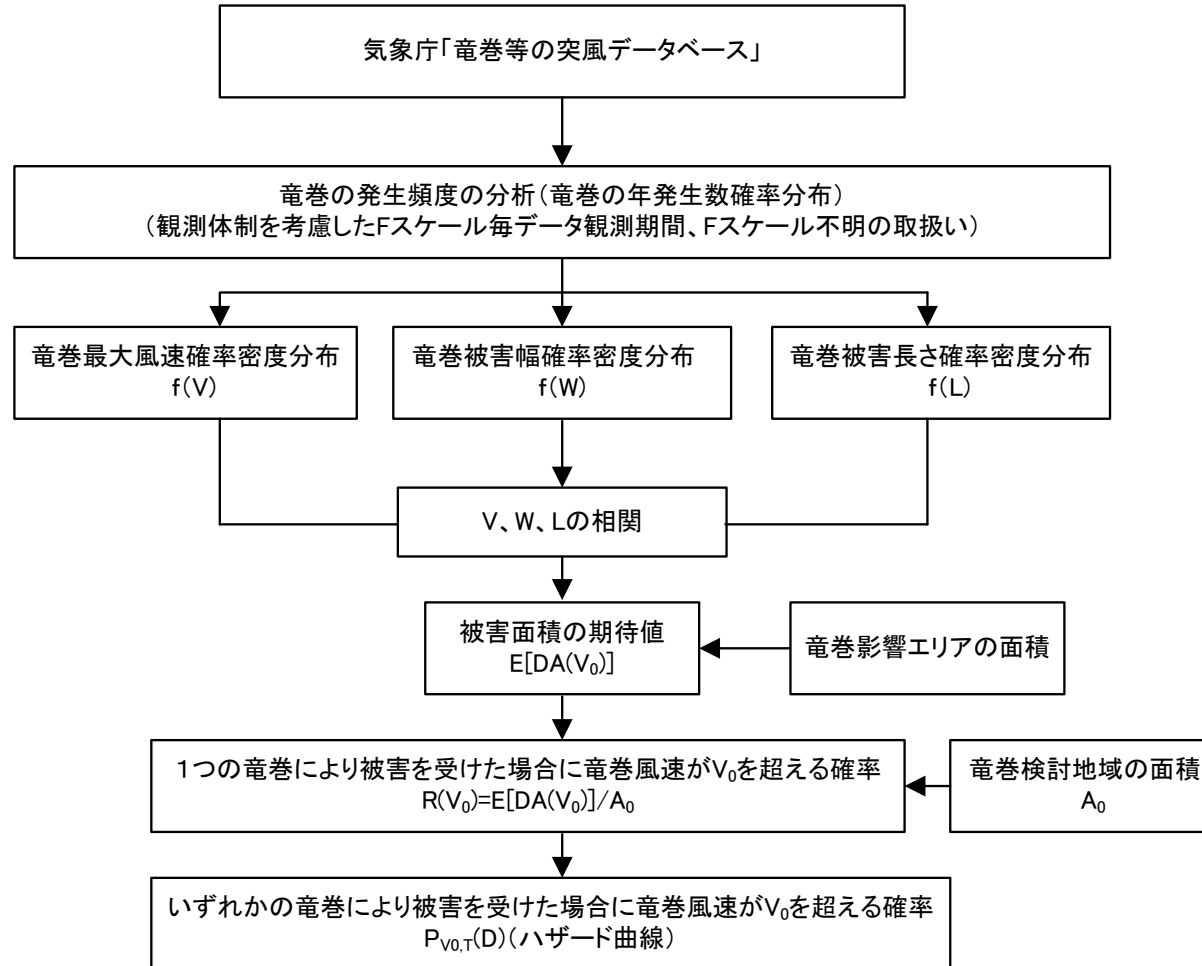 気象庁「竜巻等の突風データベース」
竜巻の発生頻度の分析(竜巻の年発生数確率分布)
(観測体制を考慮したFスケール毎データ観測期間、Fスケール不明の取扱い)
竜巻最大風速確率密度分布
f(V)
竜巻被害幅確率密度分布
f(W)
竜巻被害長さ確率密度分布
f(L)
V、W、Lの相関
被害面積の期待値
E[DA(V₀)]
竜巻影響エリアの面積
1つの竜巻により被害を受けた場合に竜巻風速がV₀を超える確率
R(V₀)=E[DA(V₀)]/A₀
竜巻検討地域の面積
A₀
いずれかの竜巻により被害を受けた場合に竜巻風速がV₀を超える確率
P_{V0,T}(D)(ハザード曲線)